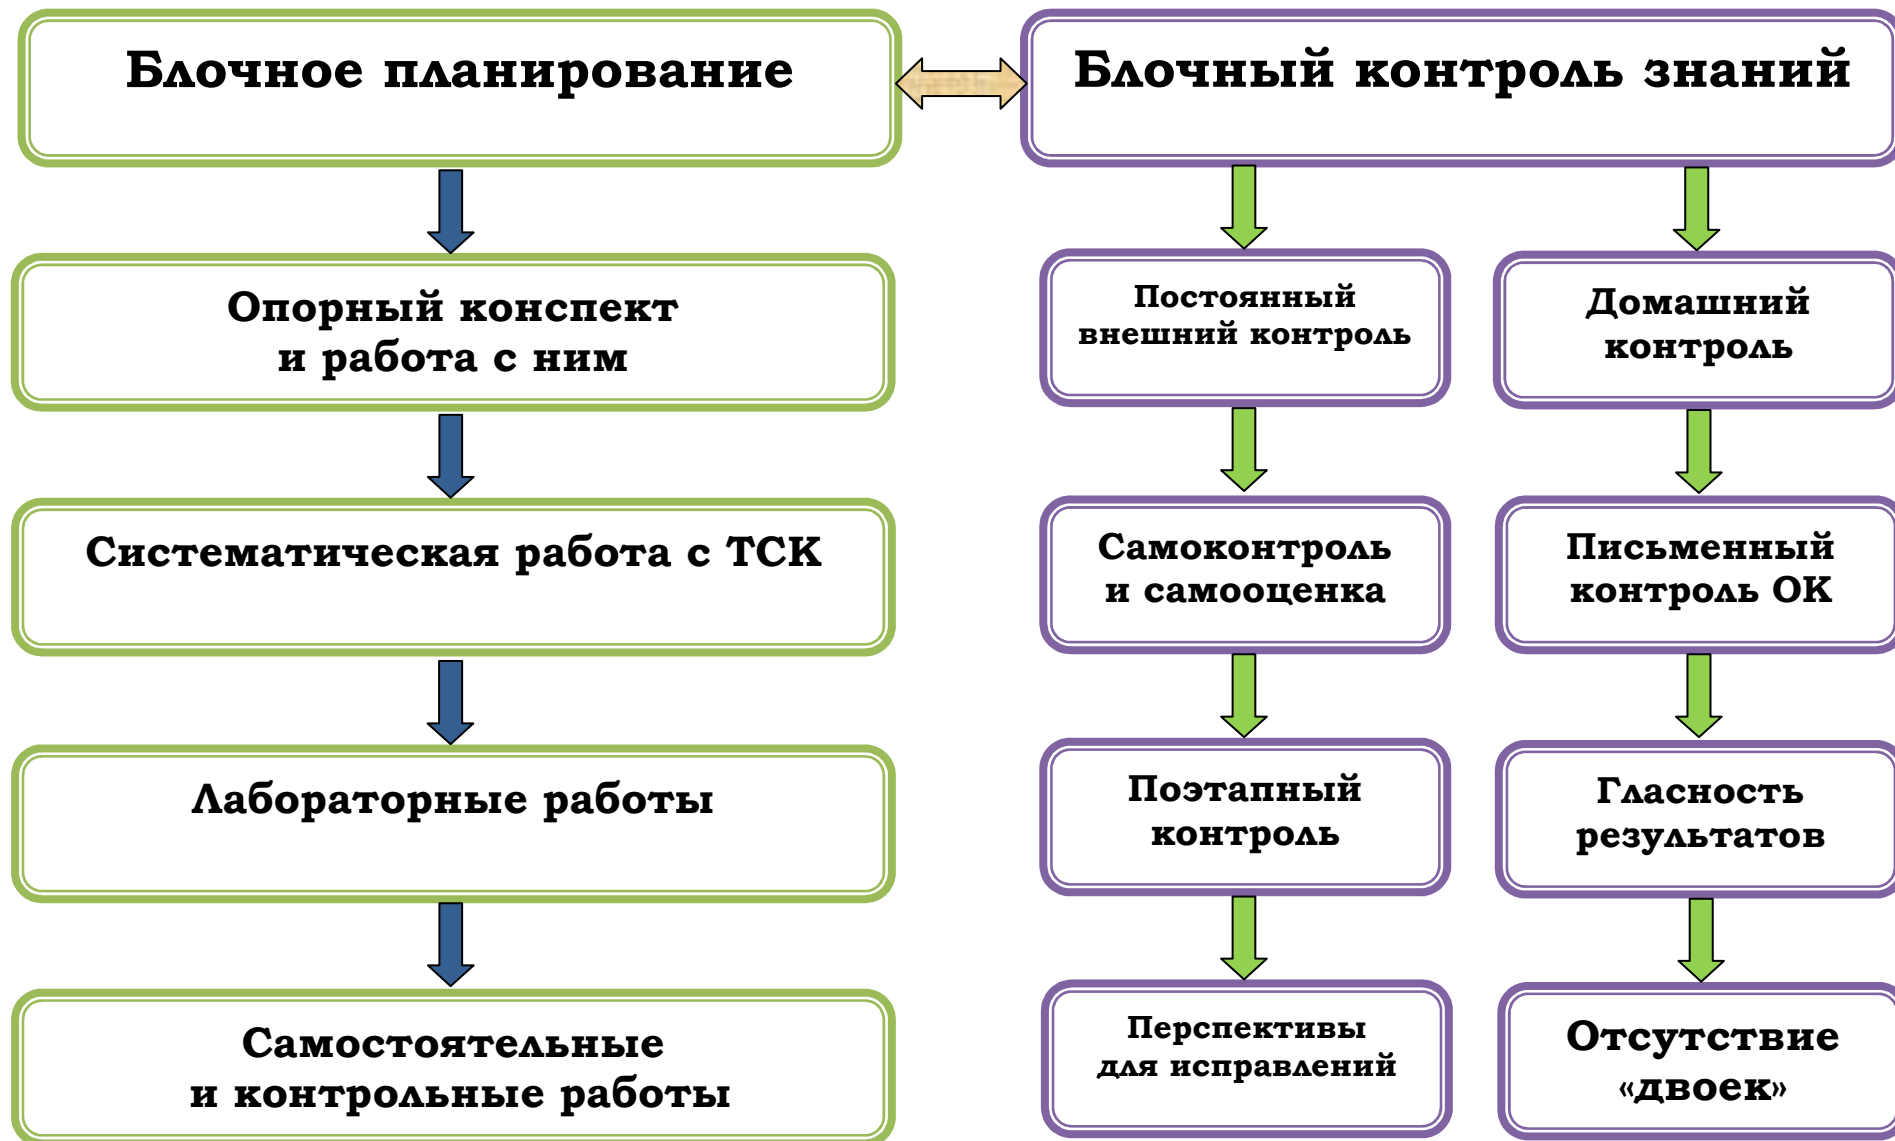 Блочное планирование
Блочный контроль знаний
Опорный конспект
и работа с ним
Постоянный
внешний контроль
Домашний
контроль
Систематическая работа с ТСК
Самоконтроль
и самооценка
Письменный
контроль ОК
Лабораторные работы
Поэтапный
контроль
Гласность
результатов
Самостоятельные
и контрольные работы
Перспективы
для исправлений
Отсутствие
«двоек»